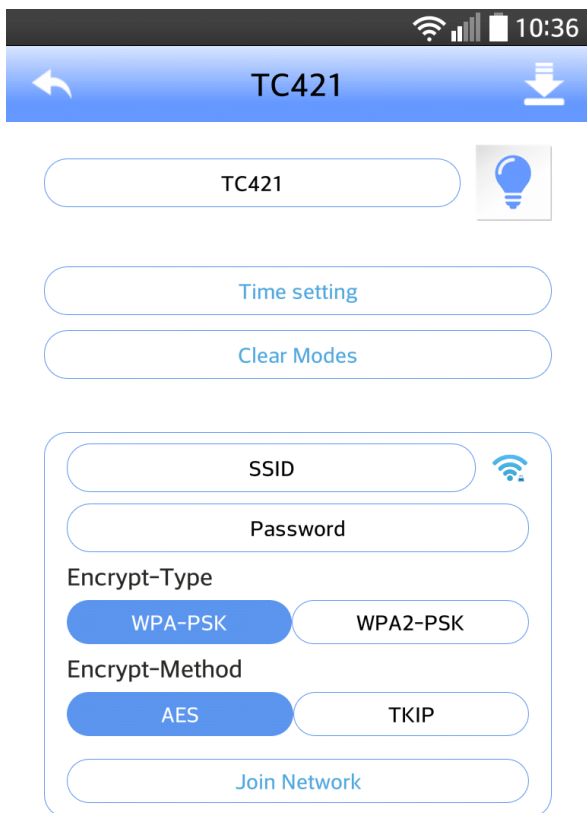 10:36
TC421
TC421
Time setting
Clear Modes
SSID
Password
Encrypt-Type
WPA-PSK WPA2-PSK
Encrypt-Method
AES TKIP
Join Network